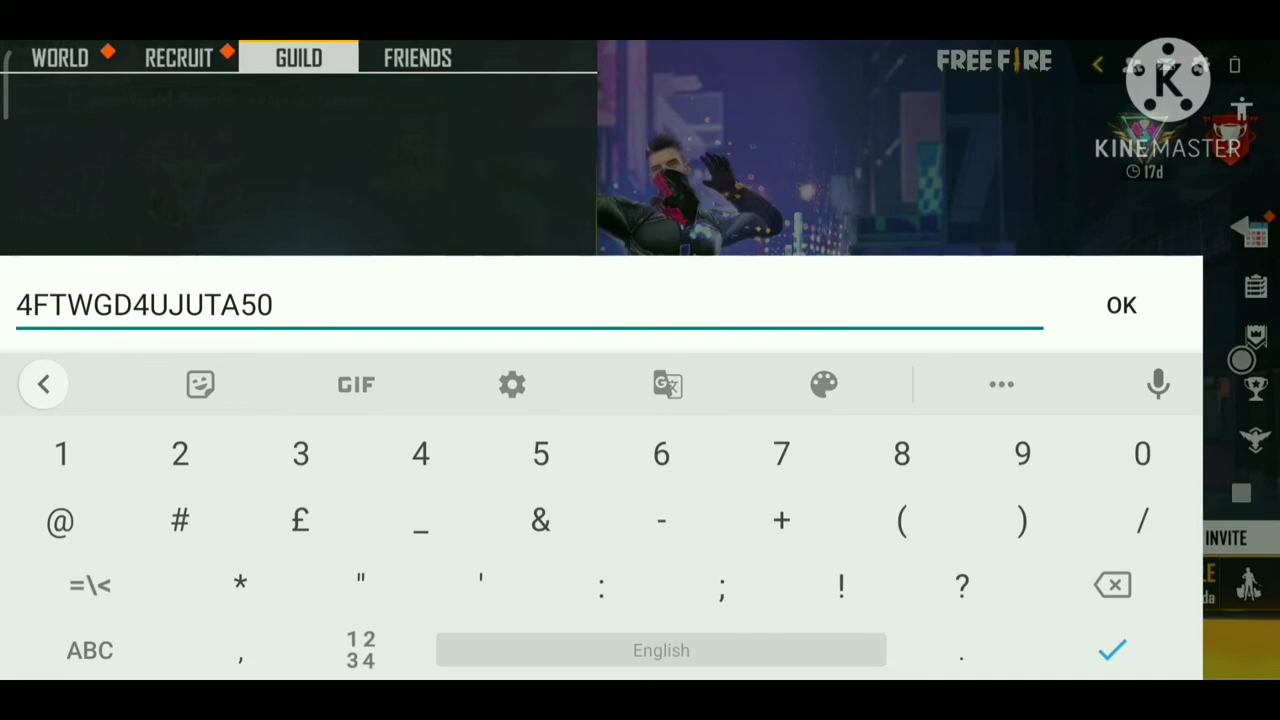 WORLD RECRUIT GUILD FRIENDS
FREE FIRE
K
KINEMASTER
17d
4FTWGD4UJUTA50 OK
GIF G
1 2 3 4 5 6 7 8 9 0
@ # £ _ & - + ( ) /
=\< * " ' : ; ! ?
ABC , 12 34 English .
INVITE